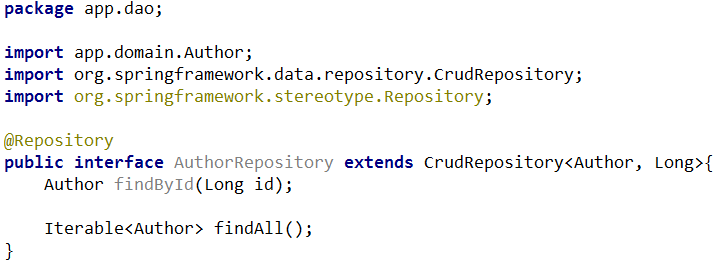 package app.dao;
import app.domain.Author;
import org.springframework.data.repository.CrudRepository;
import org.springframework.stereotype.Repository;
@Repository
public interface AuthorRepository extends CrudRepository<Author, Long>{
    Author findById(Long id);
    Iterable<Author> findAll();
}